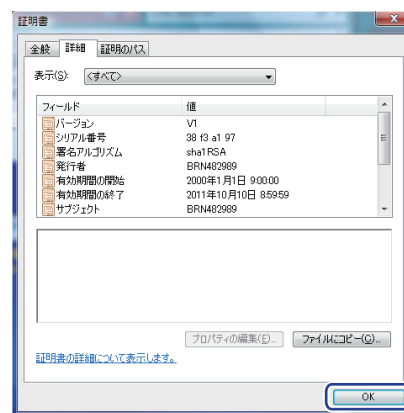 証明書
全般 詳細 証明のパス
表示(S): <すべて>
フィールド 値
バージョン V1
シリアル番号 38 f3 a1 97
署名アルゴリズム sha1RSA
発行者 BRN482989
有効期間の開始 2000年1月1日 9:00:00
有効期間の終了 2011年10月10日 8:59:59
サブジェクト BRN482989
プロパティの編集(E)... ファイルにコピー(C)...
証明書の詳細について表示します。
OK